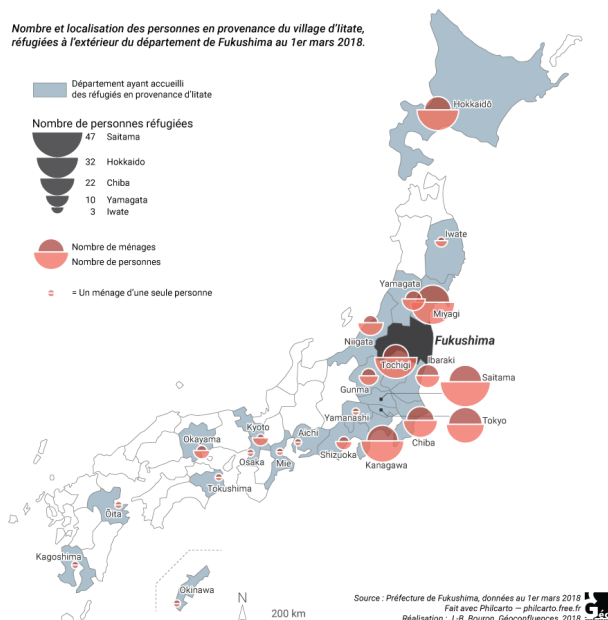 Nombre et localisation des personnes en provenance du village d'Iitate,
réfugiées à l'extérieur du département de Fukushima au 1er mars 2018.
Département ayant accueilli
des réfugiés en provenance d'Iitate
Nombre de personnes réfugiées
47 Saitama
32 Hokkaido
22 Chiba
10 Yamagata
3 Iwate
Nombre de ménages
Nombre de personnes
= Un ménage d'une seule personne
Hokkaidō
Iwate
Yamagata
Miyagi
Niigata
Fukushima
Tochigi
Ibaraki
Gunma
Saitama
Yamanashi
Tokyo
Kyoto
Aichi
Okayama
Chiba
Shizuoka
Osaka
Mie
Kanagawa
Tokushima
Ōita
Kagoshima
Okinawa
N
200 km
Source : Préfecture de Fukushima, données au 1er mars 2018
Fait avec Philcarto – philcarto.free.fr
Réalisation : J.-B. Bouron, Géoconfluences, 2018